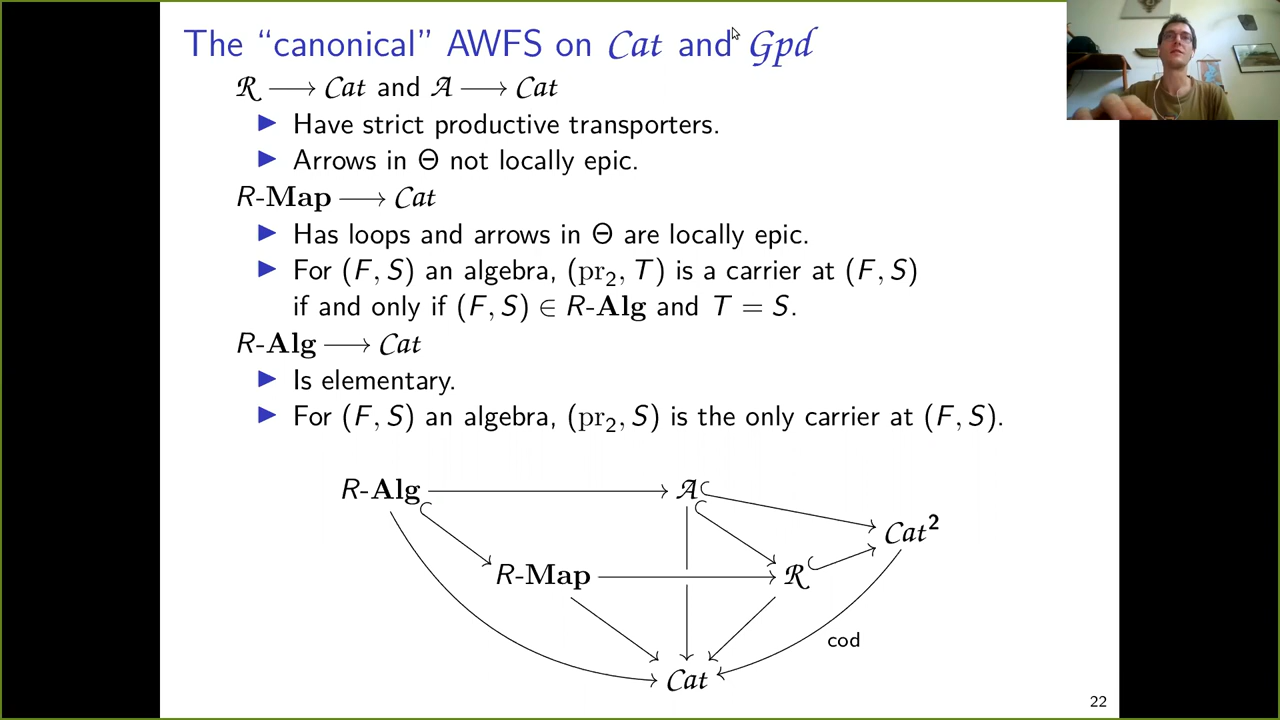 The “canonical” AWFS on Cat and Gpd
R ⟶ Cat and A ⟶ Cat
▶ Have strict productive transporters.
▶ Arrows in Θ not locally epic.
R-Map ⟶ Cat
▶ Has loops and arrows in Θ are locally epic.
▶ For (F, S) an algebra, (pr₂, T) is a carrier at (F, S)
if and only if (F, S) ∈ R-Alg and T = S.
R-Alg ⟶ Cat
▶ Is elementary.
▶ For (F, S) an algebra, (pr₂, S) is the only carrier at (F, S).
R-Alg A
Cat²
R-Map R
cod
Cat
22